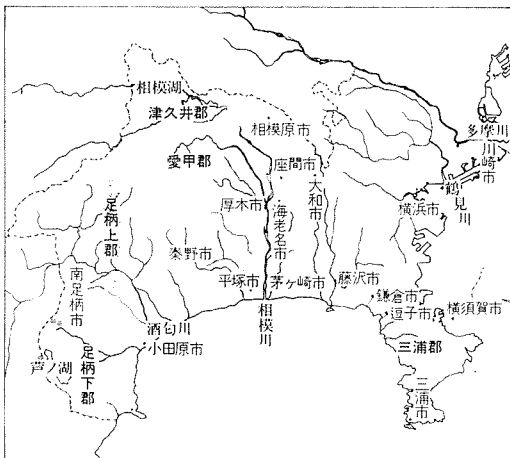 相模湖
津久井郡
相模原市
多摩川
川崎市
愛甲郡
座間市
鶴見川
足柄上郡
厚木市
海老名市
大和市
横浜市
秦野市
南足柄市
平塚市
茅ヶ崎市
藤沢市
鎌倉市
酒匂川
相模川
逗子市
横須賀市
小田原市
芦ノ湖
足柄下郡
三浦郡
三浦市